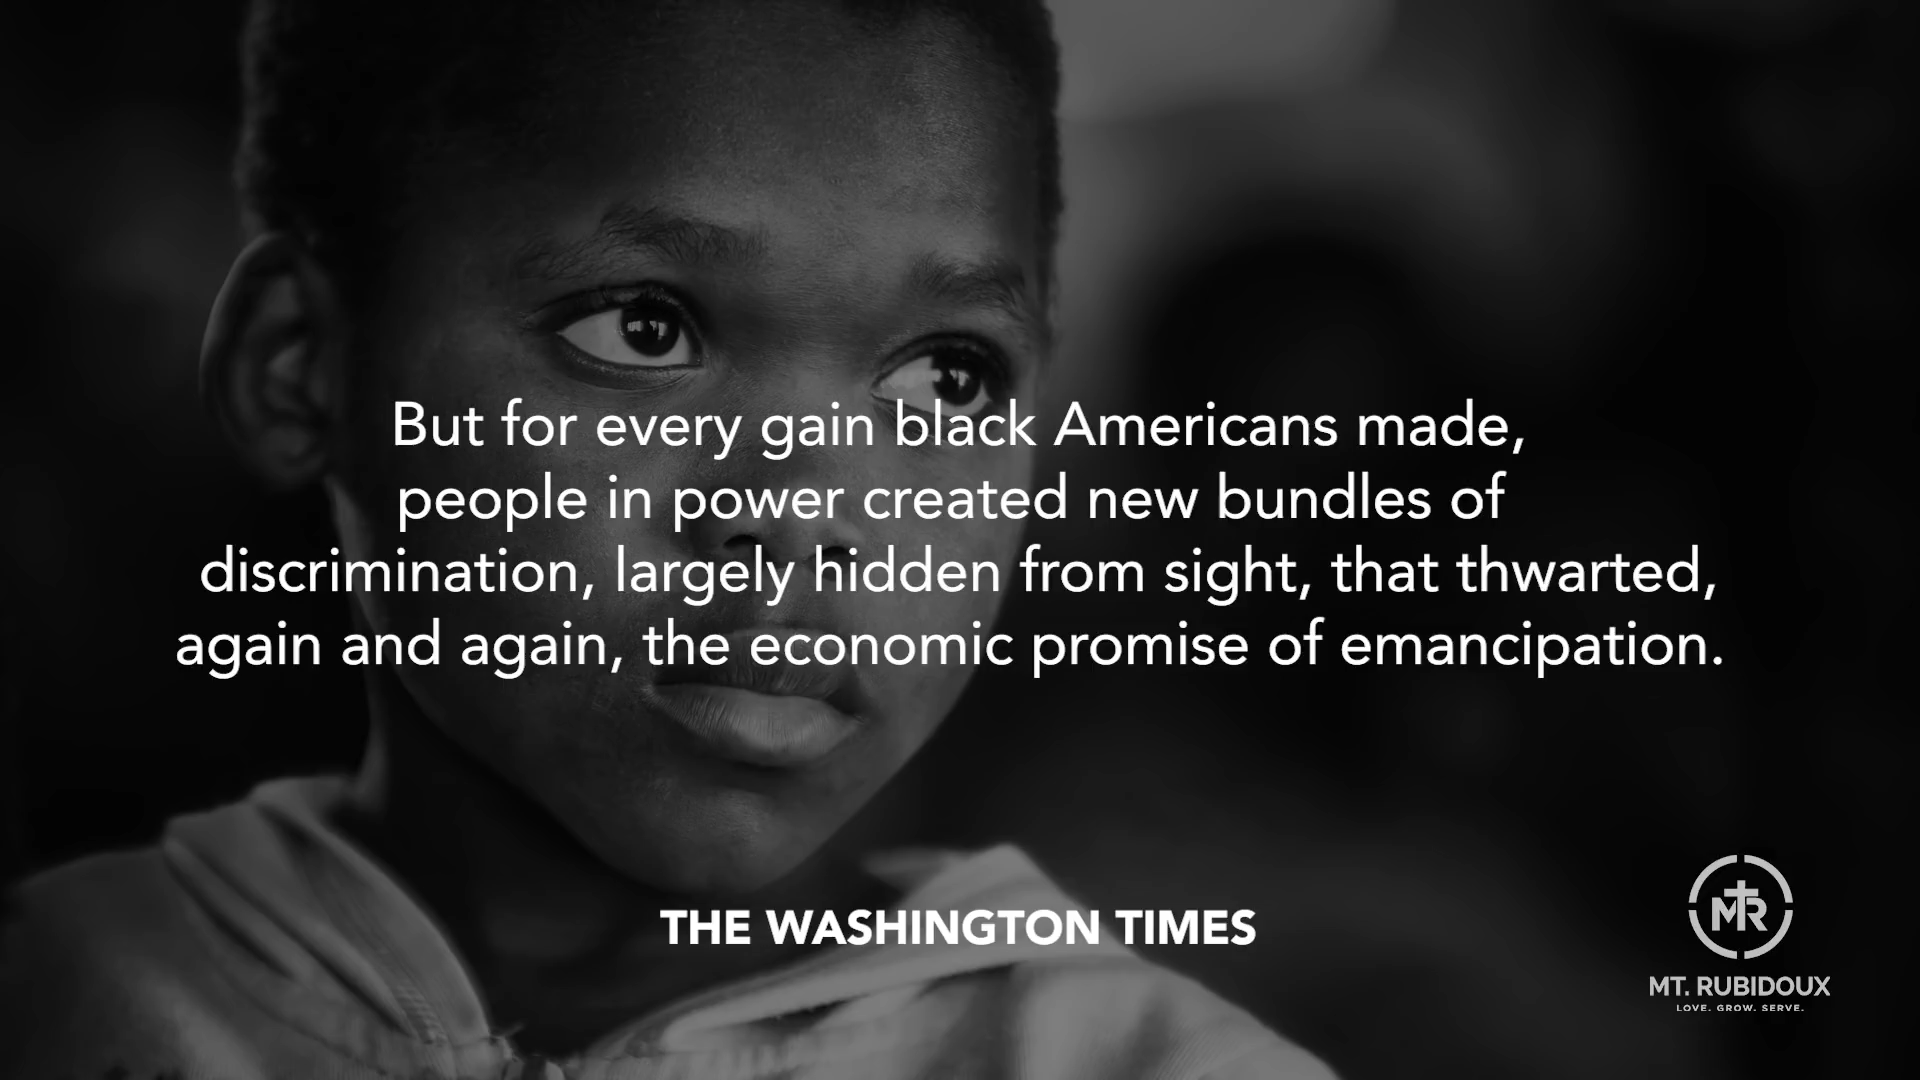 But for every gain black Americans made,
people in power created new bundles of
discrimination, largely hidden from sight, that thwarted,
again and again, the economic promise of emancipation.
THE WASHINGTON TIMES
MR
MT. RUBIDOUX
LOVE. GROW. SERVE.